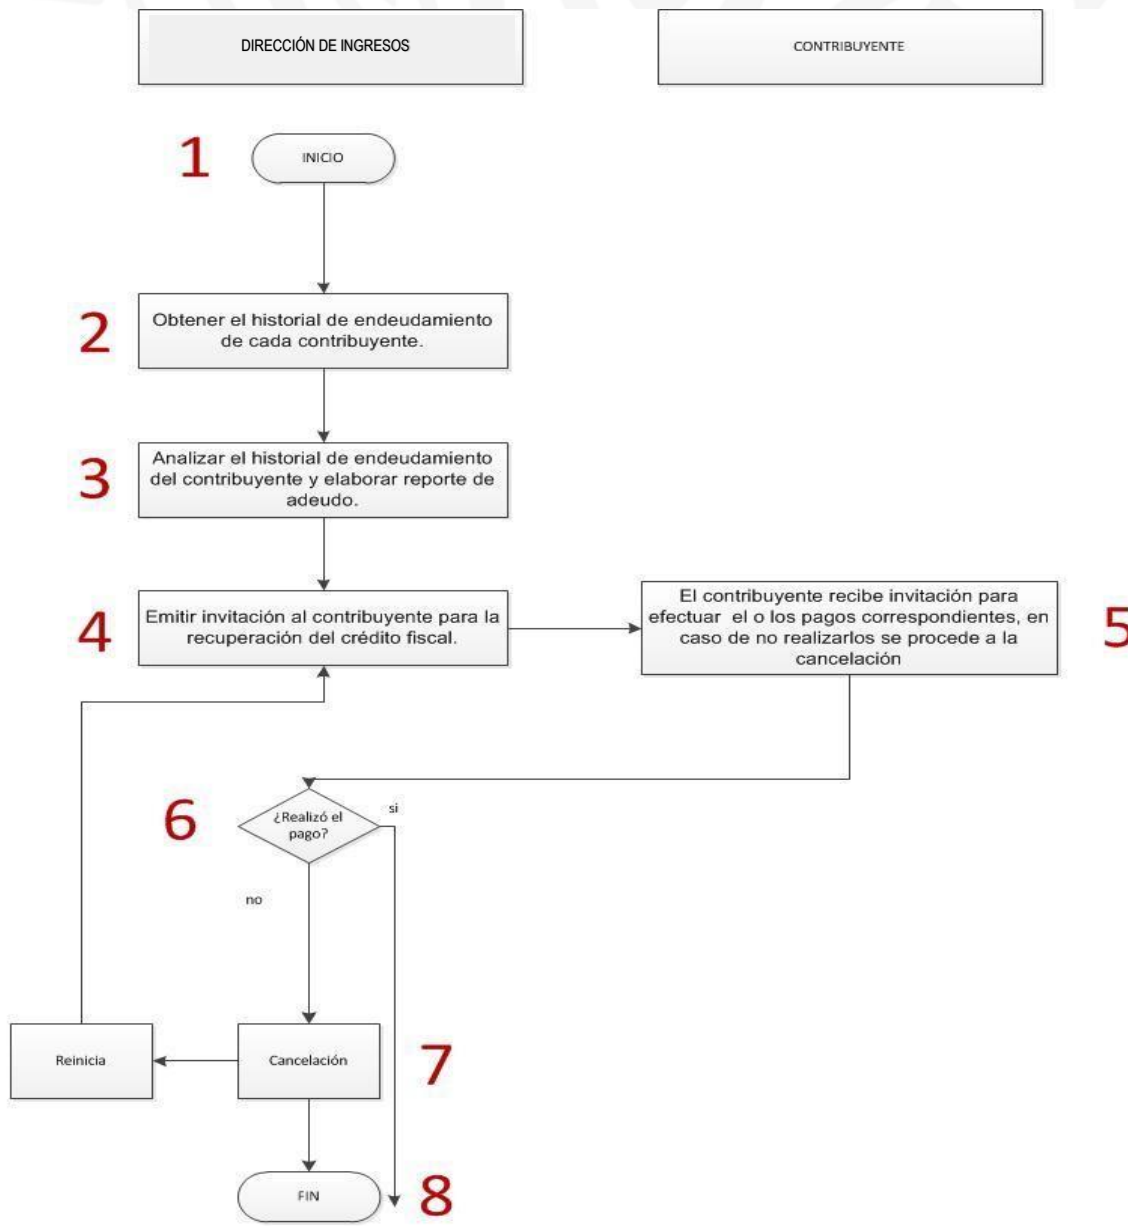 DIRECCIÓN DE INGRESOS
CONTRIBUYENTE
1
INICIO
2
Obtener el historial de endeudamiento
de cada contribuyente.
3
Analizar el historial de endeudamiento
del contribuyente y elaborar reporte de
adeudo.
4
Emitir invitación al contribuyente para la
recuperación del crédito fiscal.
El contribuyente recibe invitación para
efectuar el o los pagos correspondientes, en
caso de no realizarlos se procede a la
cancelación
5
6
¿Realizó el
pago?
si
no
Reinicia
Cancelación
7
FIN
8